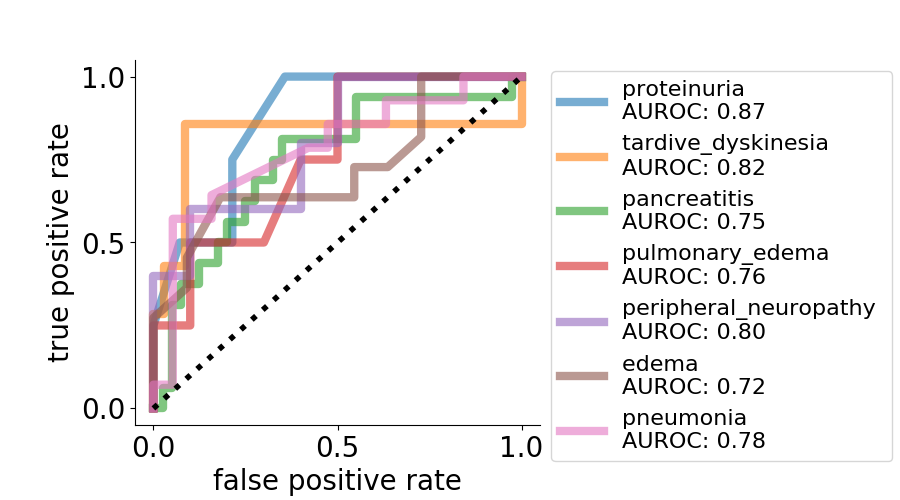 true positive rate
1.0
0.5
0.0
0.0
0.5
1.0
false positive rate
proteinuria
AUROC: 0.87
tardive_dyskinesia
AUROC: 0.82
pancreatitis
AUROC: 0.75
pulmonary_edema
AUROC: 0.76
peripheral_neuropathy
AUROC: 0.80
edema
AUROC: 0.72
pneumonia
AUROC: 0.78